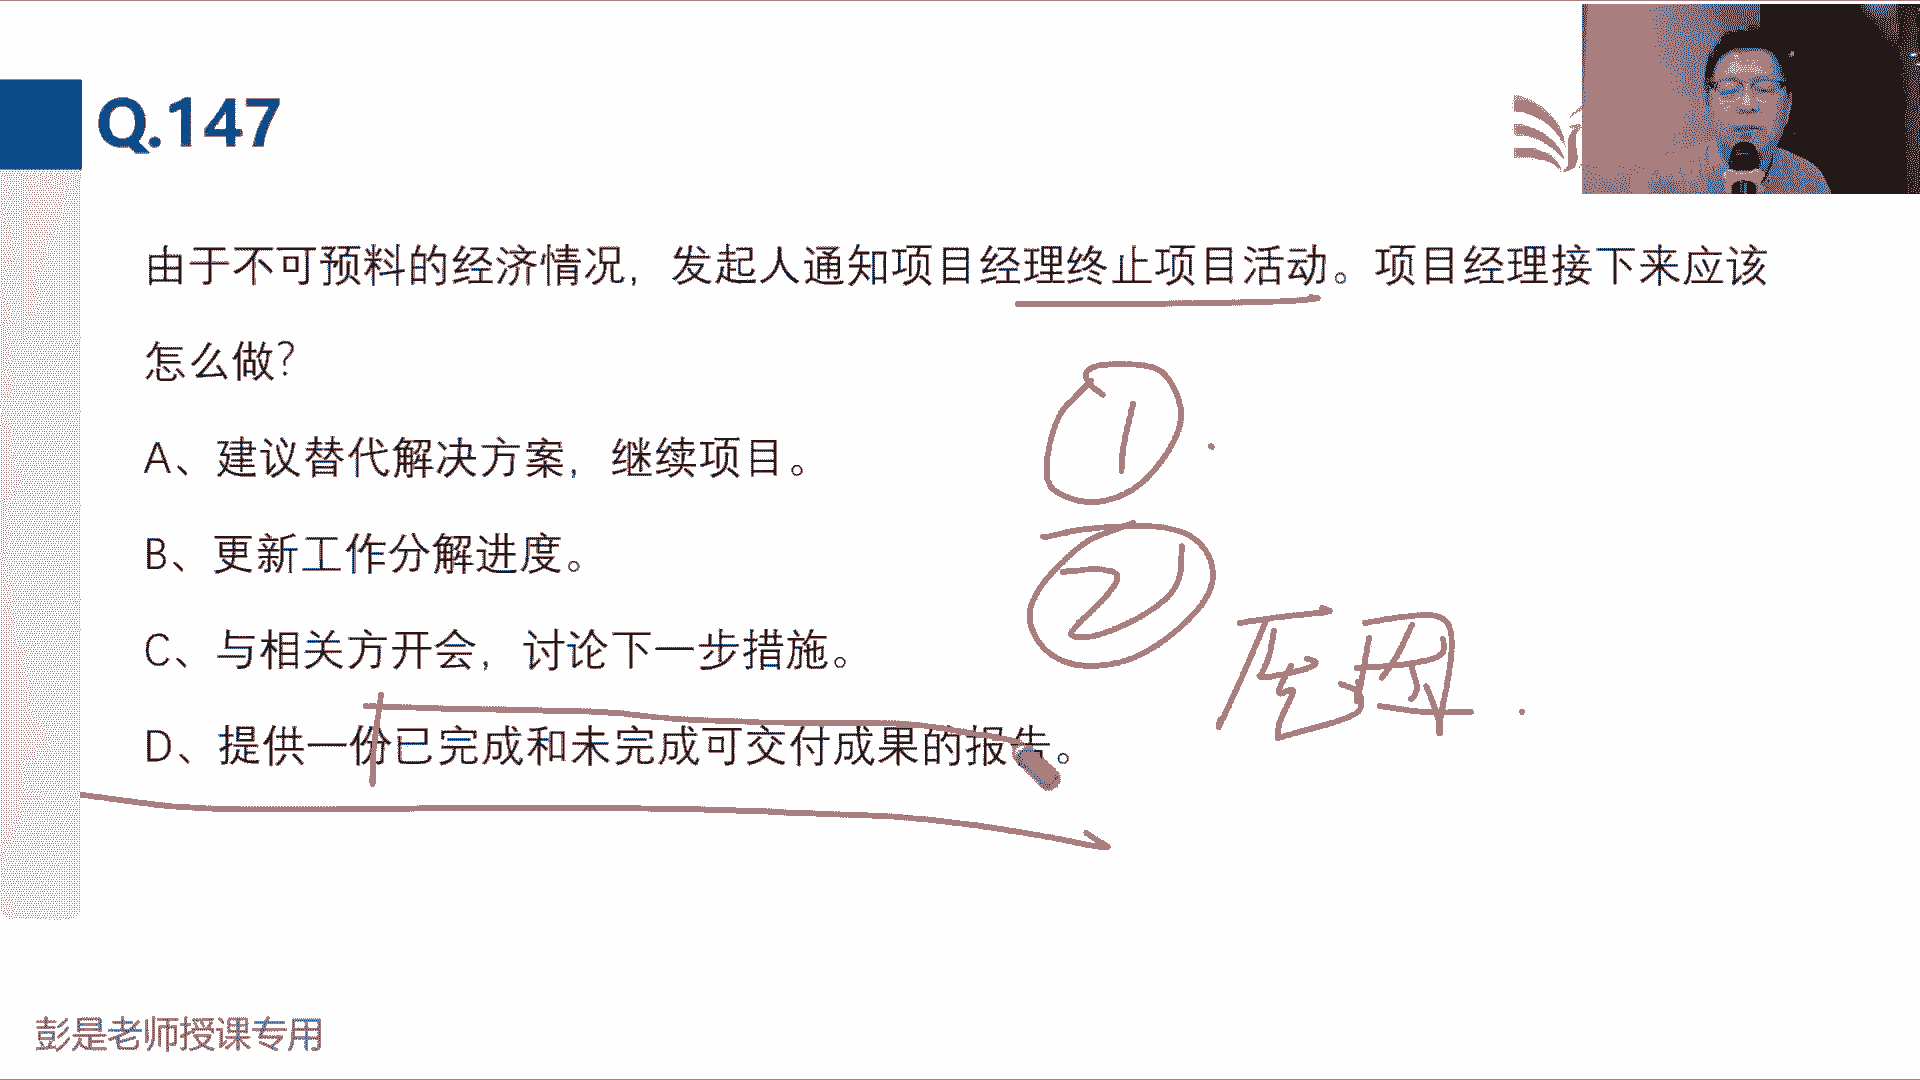 Q.147
由于不可预料的经济情况，发起人通知项目经理终止项目活动。项目经理接下来应该
怎么做？
A、建议替代解决方案，继续项目。
①
B、更新工作分解进度。
②
C、与相关方开会，讨论下一步措施。
原因.
D、提供一份已完成和未完成可交付成果的报告。
彭是老师授课专用